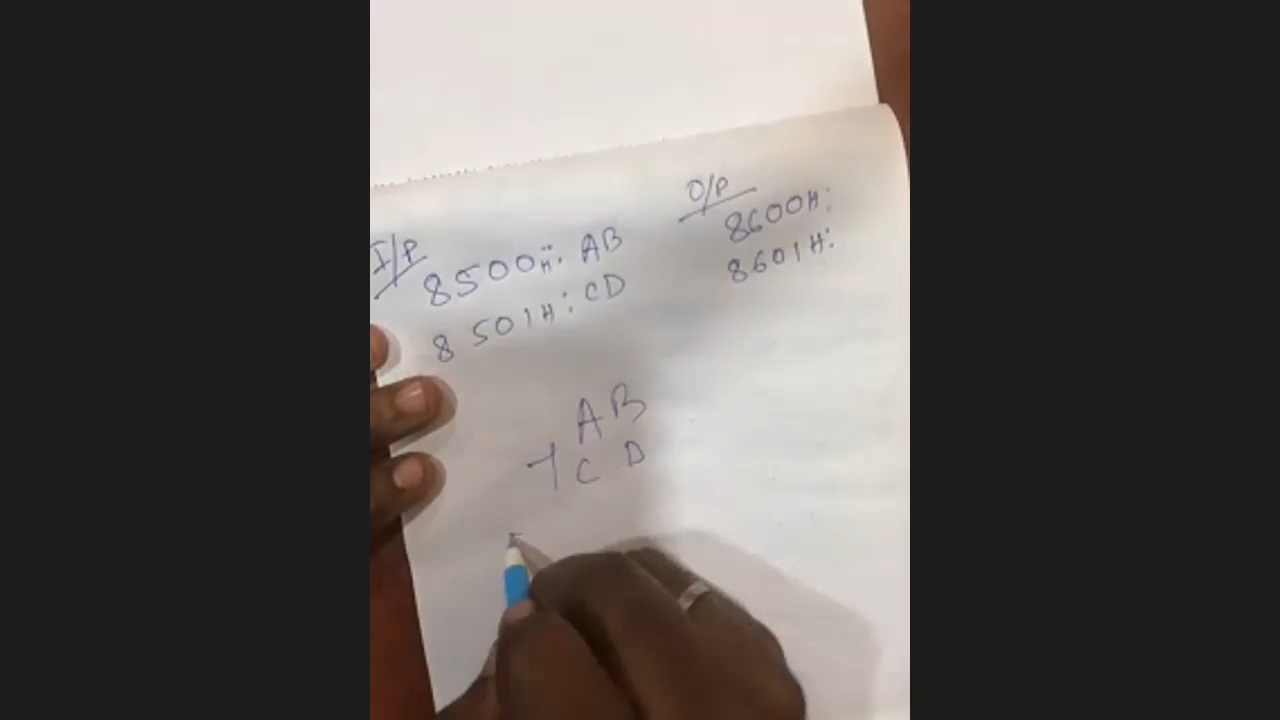 I/P
8500H: AB
8501H: CD
O/P
8600H:
8601H:
AB
+ CD